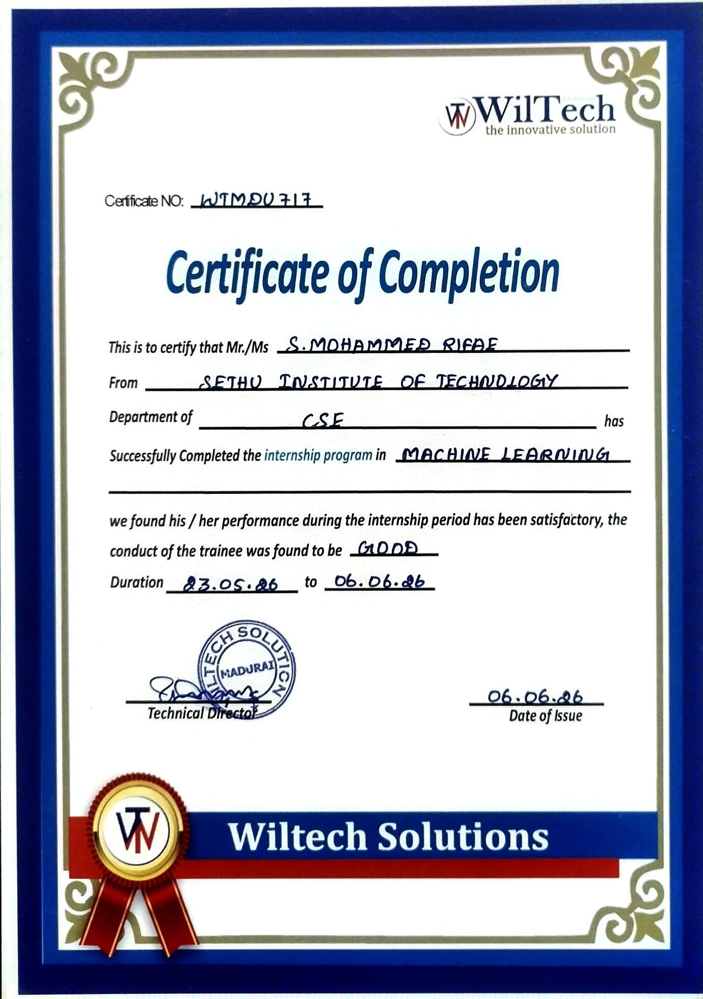 WilTech
the innovative solution
Certificate NO: WTMDU717
Certificate of Completion
This is to certify that Mr./Ms S.MOHAMMED RIFAE
From SETHU INSTITUTE OF TECHNOLOGY
Department of CSE has
Successfully Completed the internship program in MACHINE LEARNING
we found his / her performance during the internship period has been satisfactory, the
conduct of the trainee was found to be GOOD
Duration 23.05.26 to 06.06.26
WILTECH SOLUTION
MADURAI
06.06.26
Technical Director
Date of Issue
Wiltech Solutions